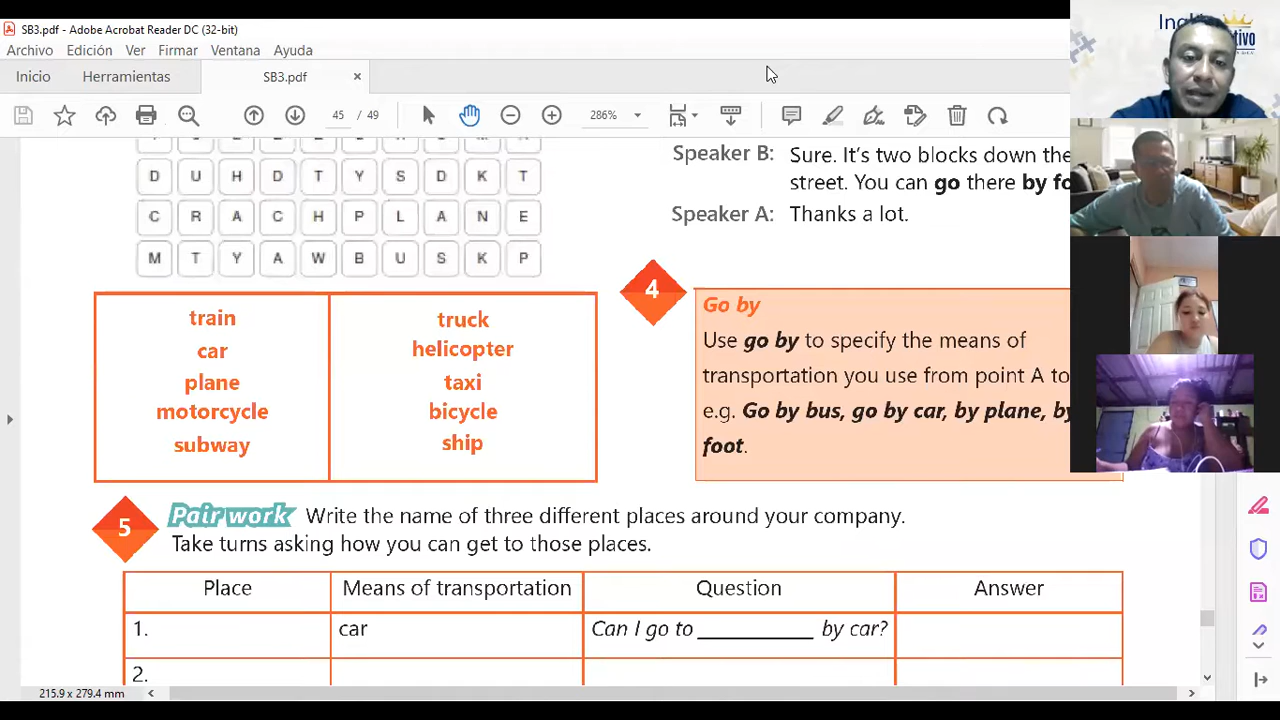 SB3.pdf - Adobe Acrobat Reader DC (32-bit)
Archivo Edición Ver Firmar Ventana Ayuda
Inicio Herramientas SB3.pdf ×
45 / 49 286%
D U H D T Y S D K T
C R A C H P L A N E
M T Y A W B U S K P
Speaker B: Sure. It's two blocks down the
street. You can go there by fo
Speaker A: Thanks a lot.
train truck
car helicopter
plane taxi
motorcycle bicycle
subway ship
4
Go by
Use go by to specify the means of
transportation you use from point A to
e.g. Go by bus, go by car, by plane, by
foot.
5 Pair work Write the name of three different places around your company.
Take turns asking how you can get to those places.
Place Means of transportation Question Answer
1. car Can I go to __________ by car?
2.
215.9 x 279.4 mm